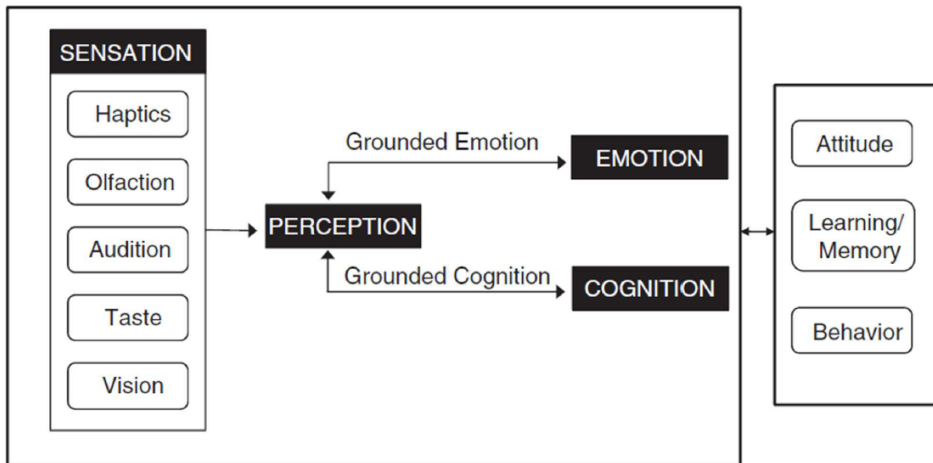 SENSATION
Haptics
Olfaction
Audition
Taste
Vision
PERCEPTION
Grounded Emotion
EMOTION
Grounded Cognition
COGNITION
Attitude
Learning/
Memory
Behavior